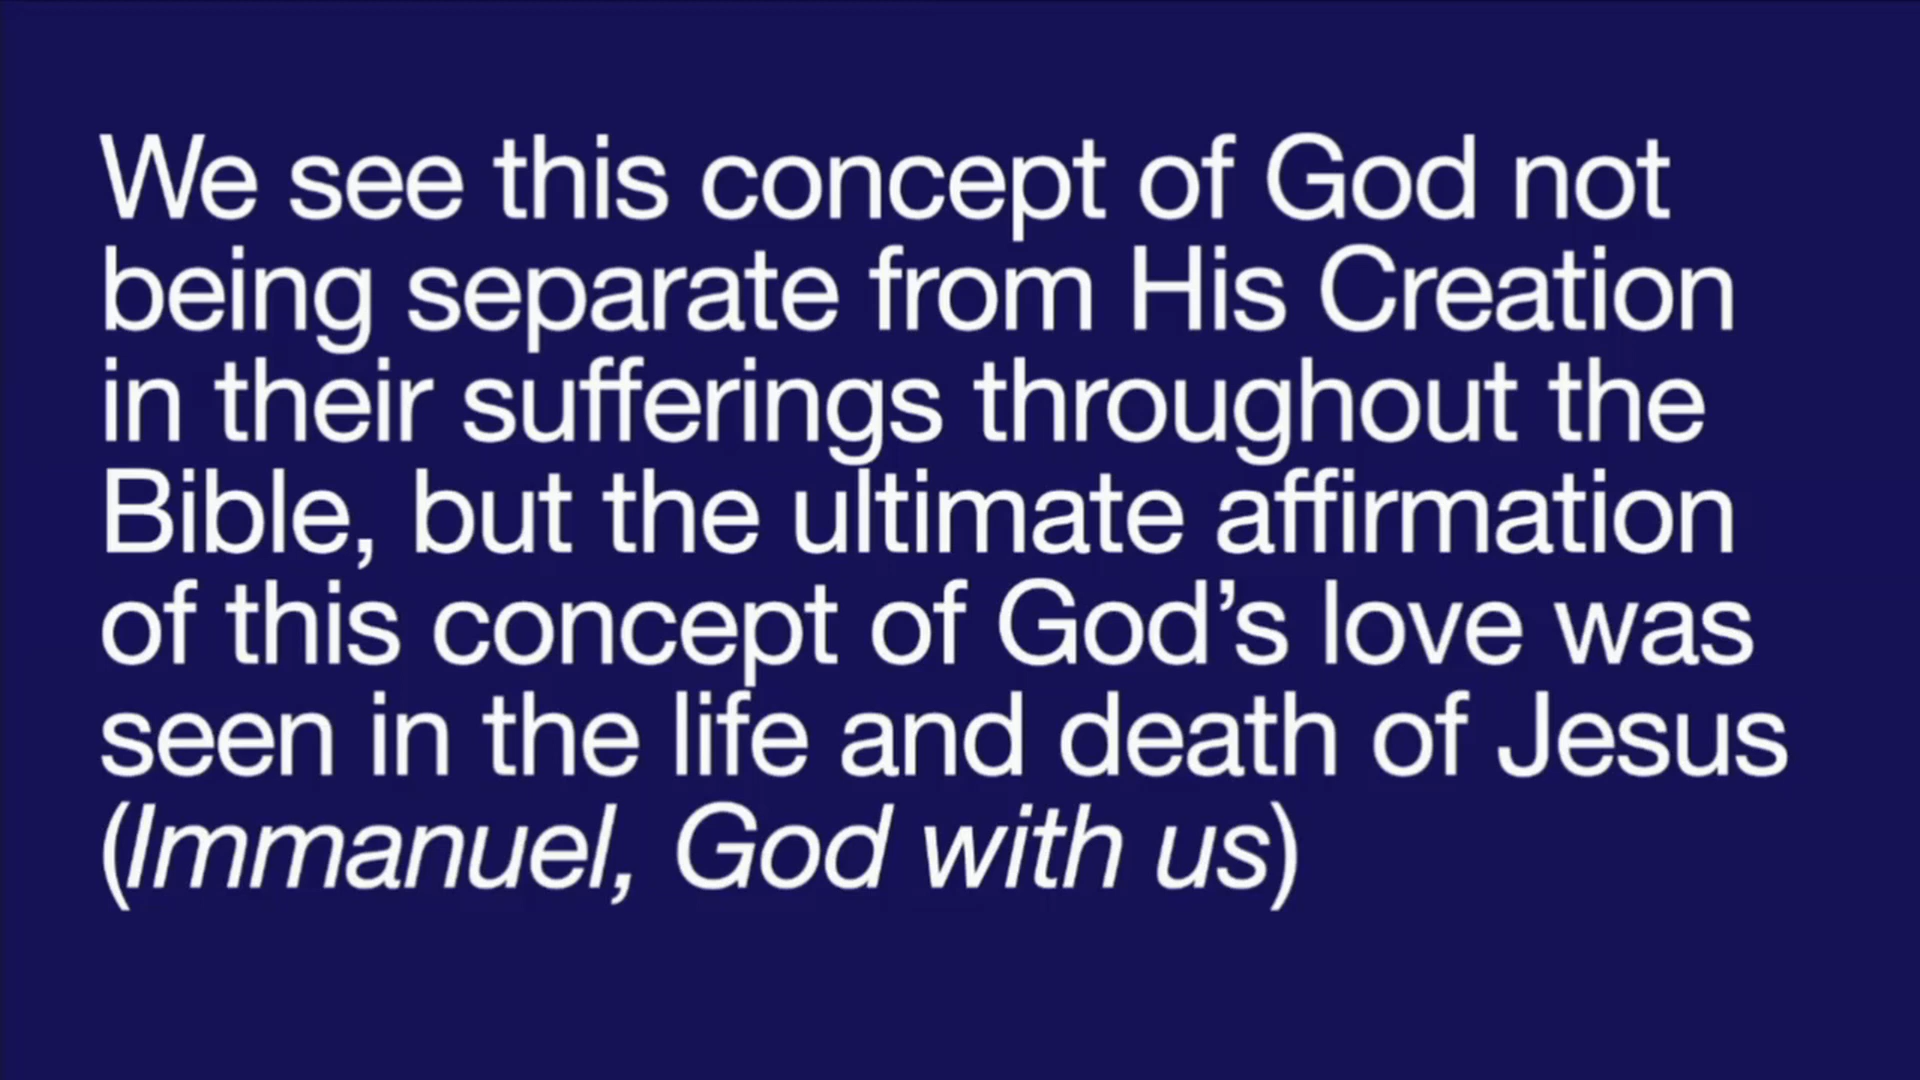 We see this concept of God not
being separate from His Creation
in their sufferings throughout the
Bible, but the ultimate affirmation
of this concept of God’s love was
seen in the life and death of Jesus
(Immanuel, God with us)